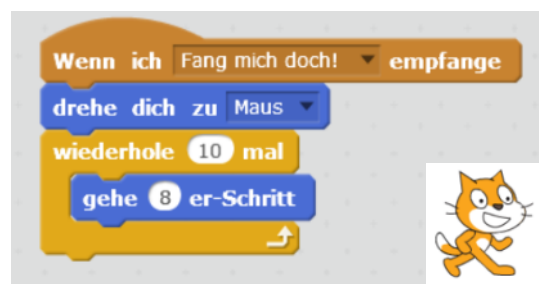 Wenn ich Fang mich doch! empfange
drehe dich zu Maus
wiederhole 10 mal
gehe 8 er-Schritt